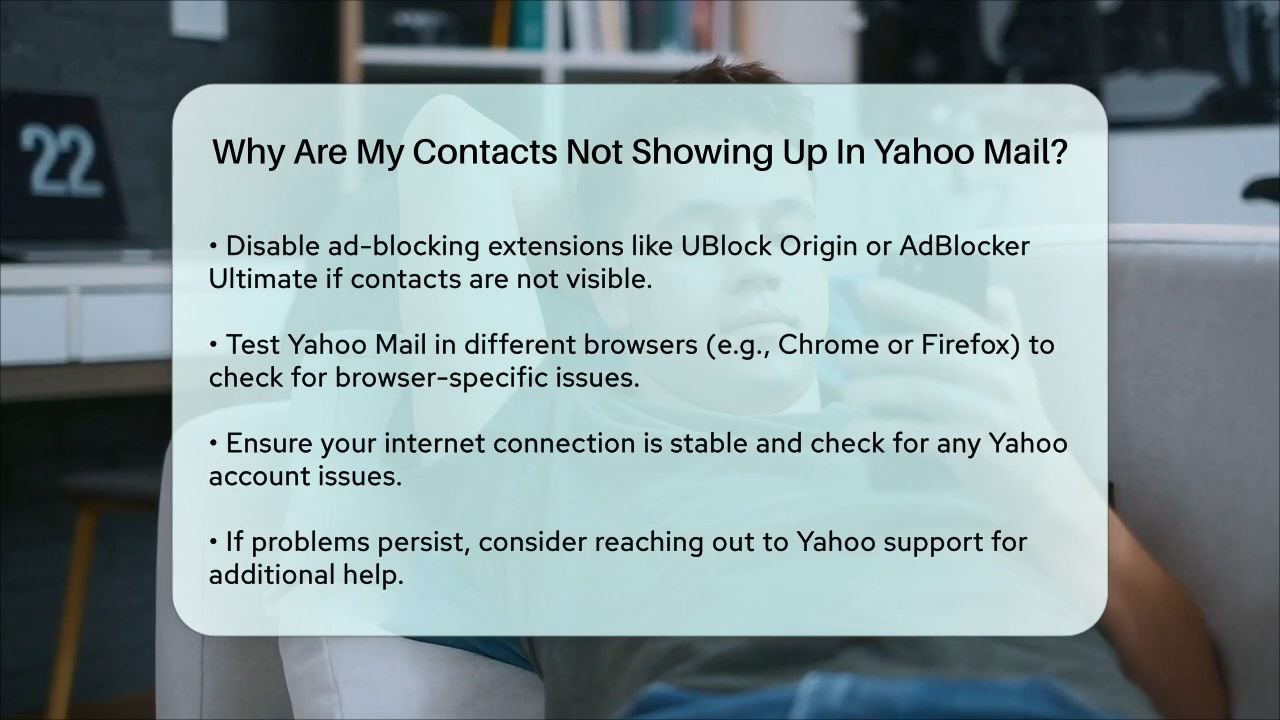 22
Why Are My Contacts Not Showing Up In Yahoo Mail?
• Disable ad-blocking extensions like UBlock Origin or AdBlocker
Ultimate if contacts are not visible.
• Test Yahoo Mail in different browsers (e.g., Chrome or Firefox) to
check for browser-specific issues.
• Ensure your internet connection is stable and check for any Yahoo
account issues.
• If problems persist, consider reaching out to Yahoo support for
additional help.